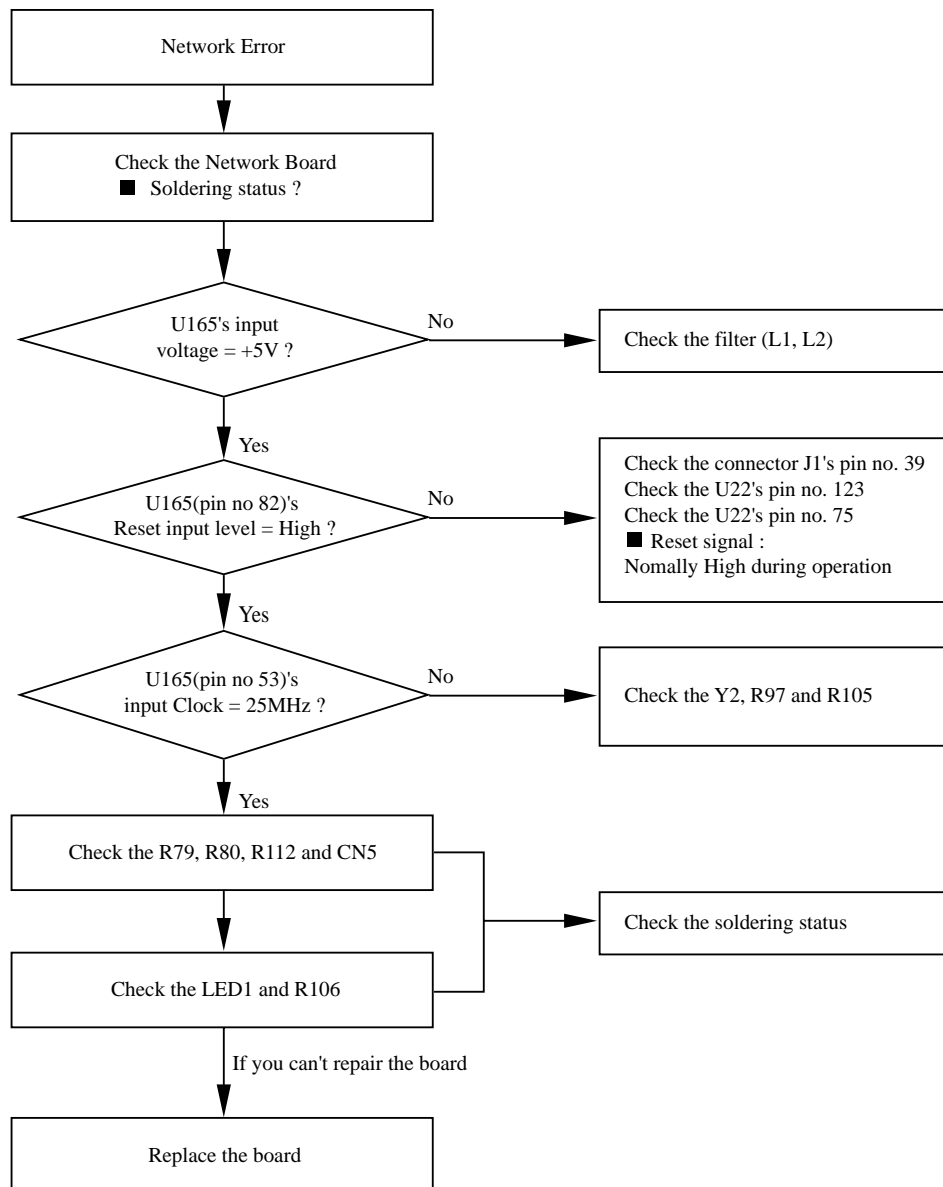 Network Error
Check the Network Board
■ Soldering status ?
U165's input
voltage = +5V ?
No
Check the filter (L1, L2)
Yes
U165(pin no 82)'s
Reset input level = High ?
No
Check the connector J1's pin no. 39
Check the U22's pin no. 123
Check the U22's pin no. 75
■ Reset signal :
Nomally High during operation
Yes
U165(pin no 53)'s
input Clock = 25MHz ?
No
Check the Y2, R97 and R105
Yes
Check the R79, R80, R112 and CN5
Check the soldering status
Check the LED1 and R106
If you can't repair the board
Replace the board